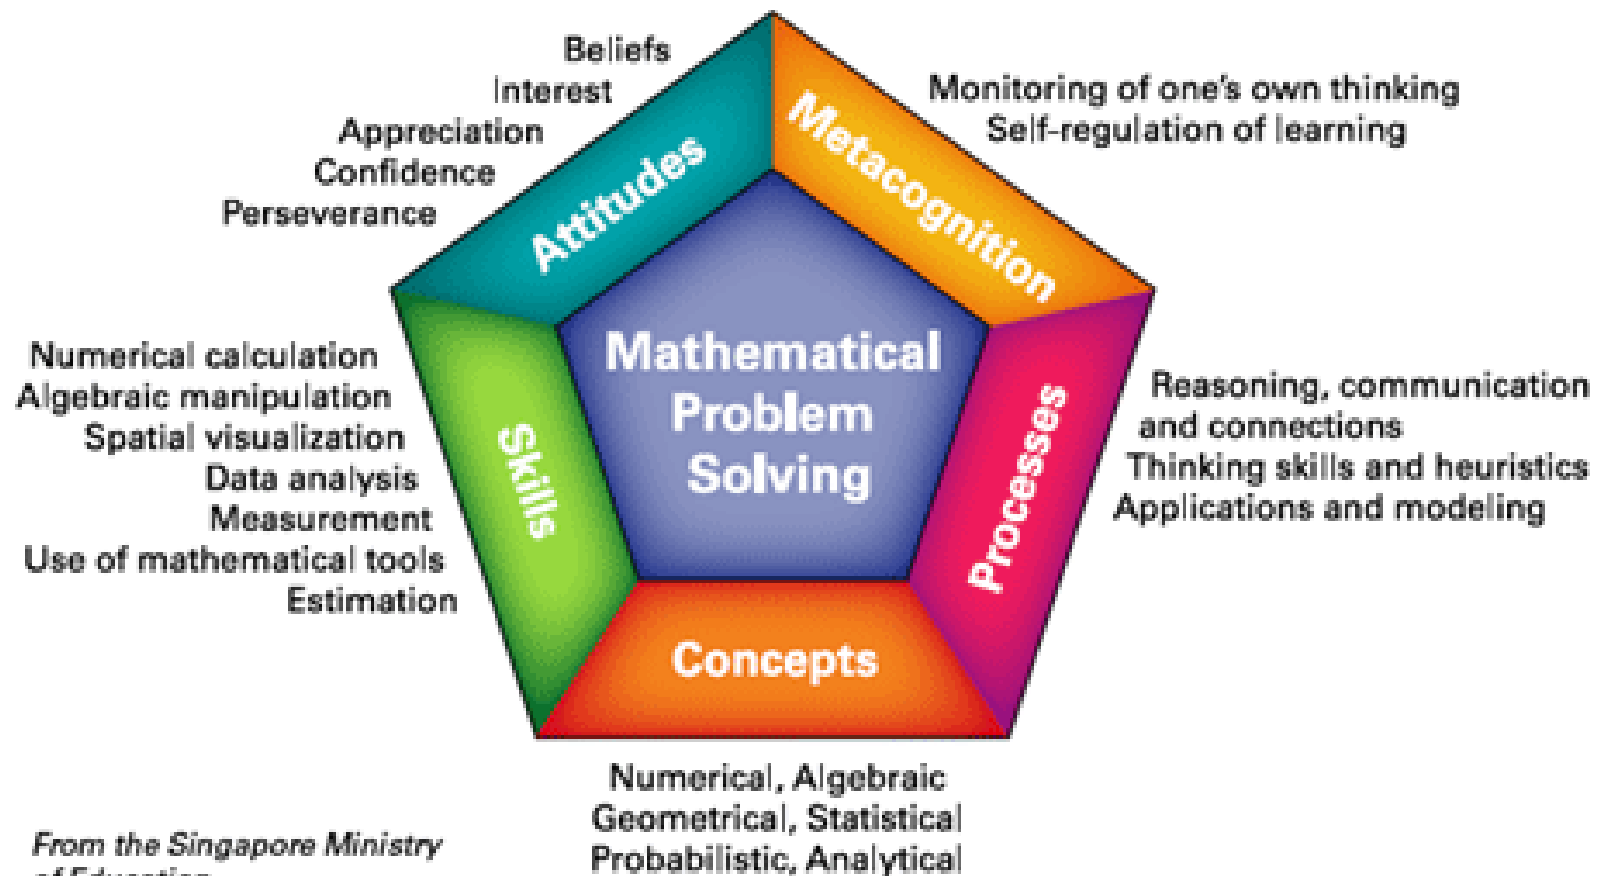 Beliefs
Interest
Appreciation
Confidence
Perseverance
Attitudes
Metacognition
Monitoring of one's own thinking
Self-regulation of learning
Mathematical
Problem
Solving
Numerical calculation
Algebraic manipulation
Spatial visualization
Data analysis
Measurement
Use of mathematical tools
Estimation
Skills
Processes
Reasoning, communication
and connections
Thinking skills and heuristics
Applications and modeling
Concepts
Numerical, Algebraic
Geometrical, Statistical
Probabilistic, Analytical
From the Singapore Ministry
of Education